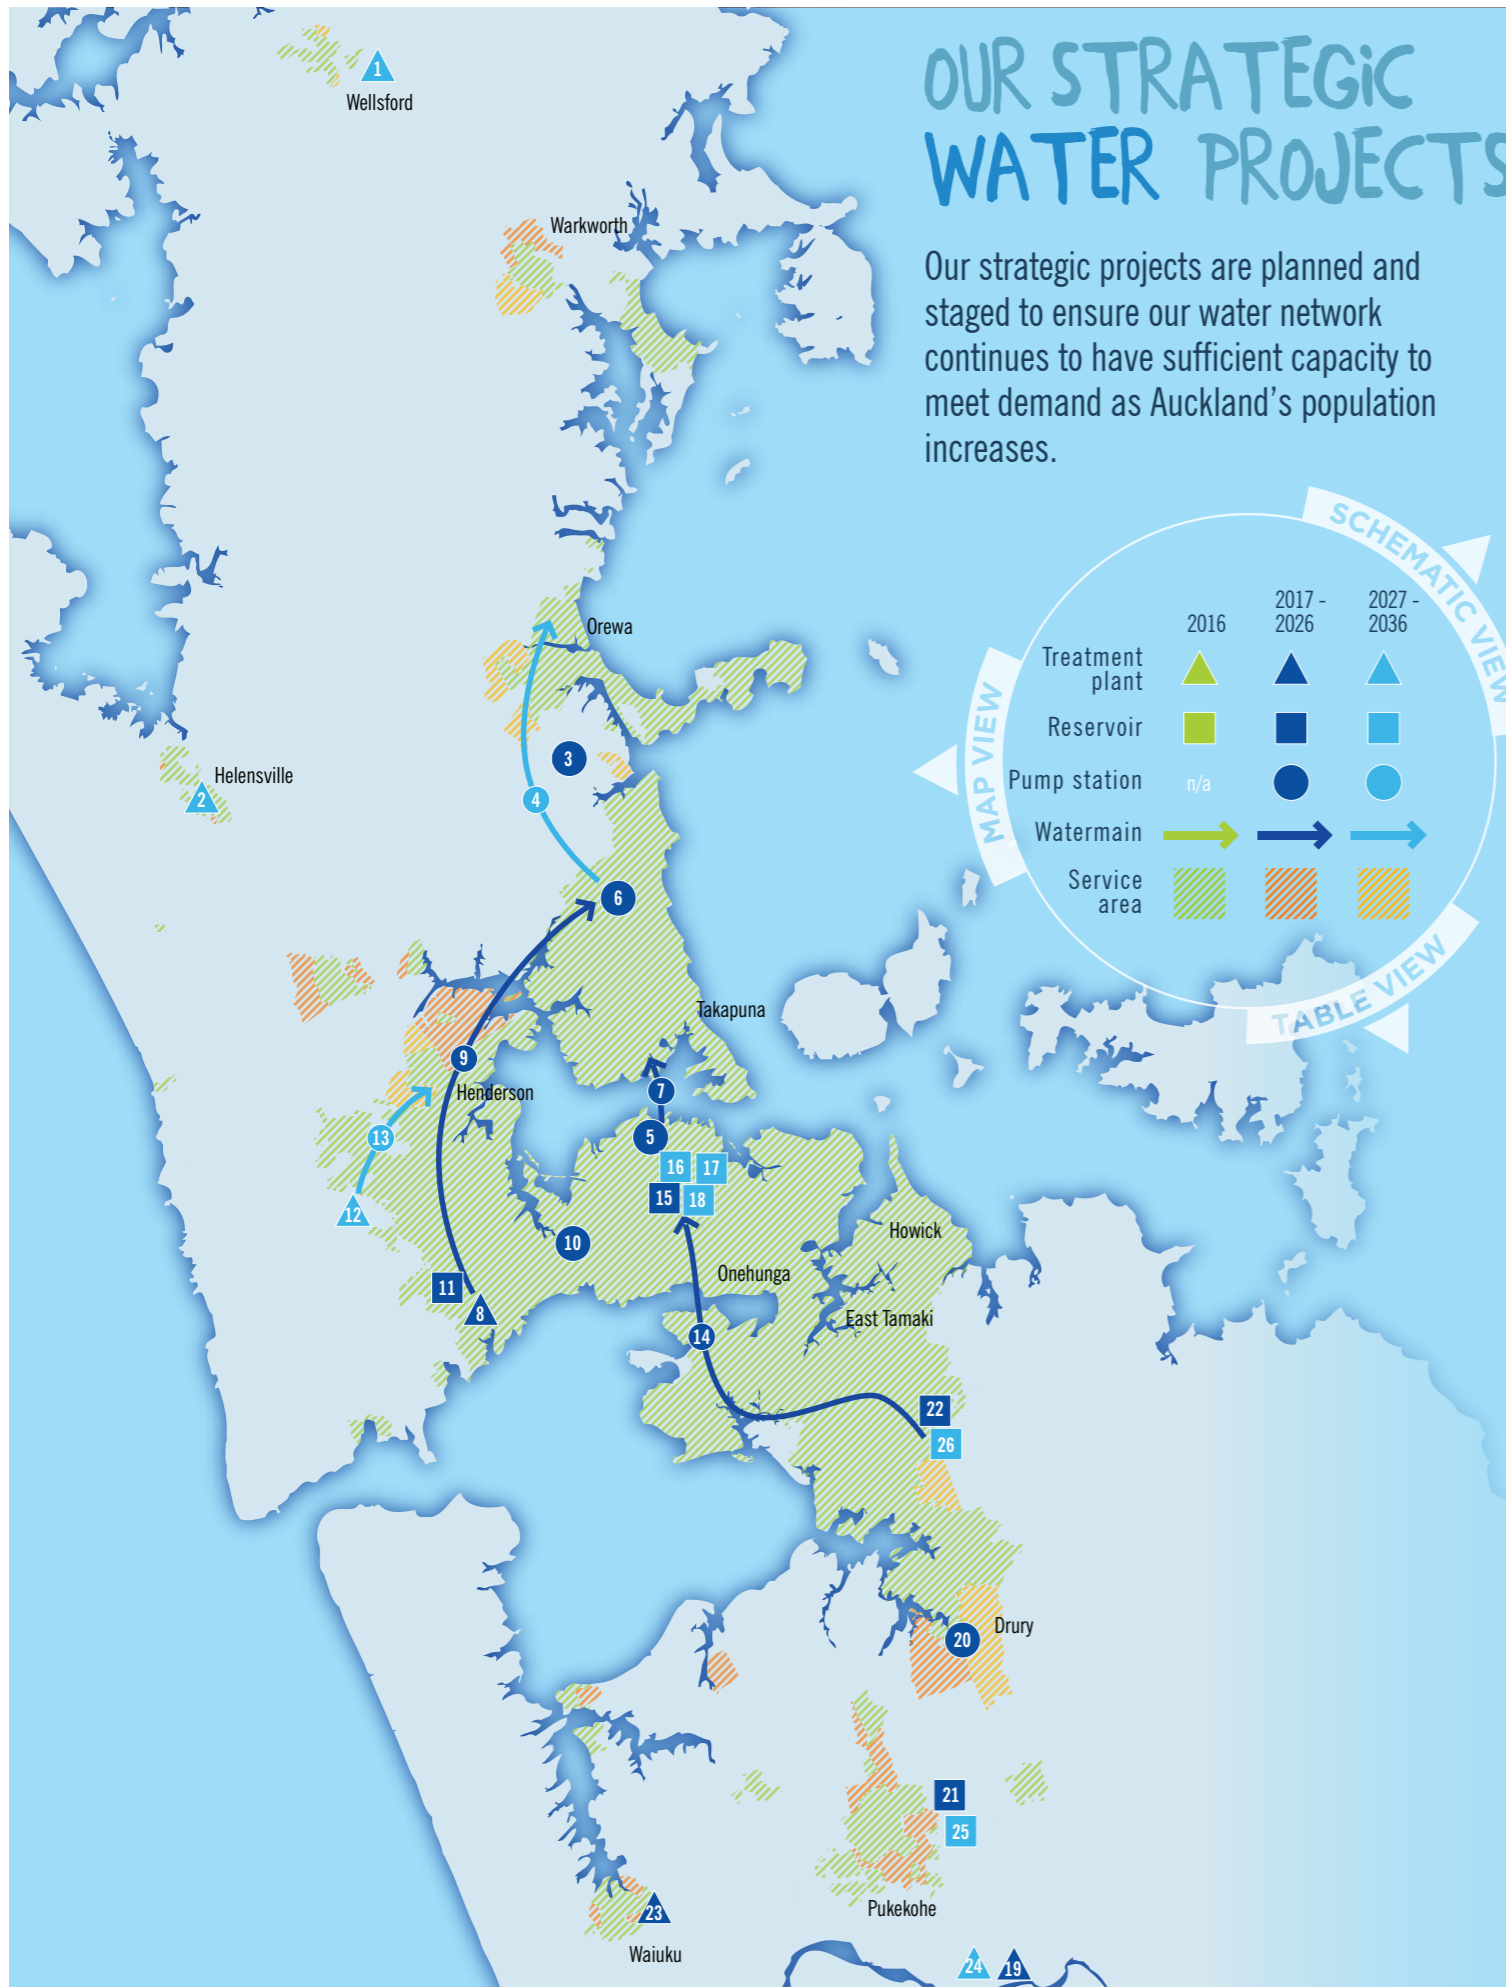 OUR STRATEGiC
WATER PROJECTS
Our strategic projects are planned and
staged to ensure our water network
continues to have sufficient capacity to
meet demand as Auckland's population
increases.
SCHEMATIC VIEW
MAP VIEW
TABLE VIEW
2016
2017 -
2026
2027 -
2036
Treatment
plant
Reservoir
Pump station
n/a
Watermain
Service
area
1
Wellsford
Warkworth
Orewa
3
Helensville
2
4
6
Takapuna
9
Henderson
7
13
5
16
17
15
18
12
Howick
10
Onehunga
11
8
East Tamaki
14
22
26
Drury
20
21
25
Pukekohe
23
Waiuku
24
19